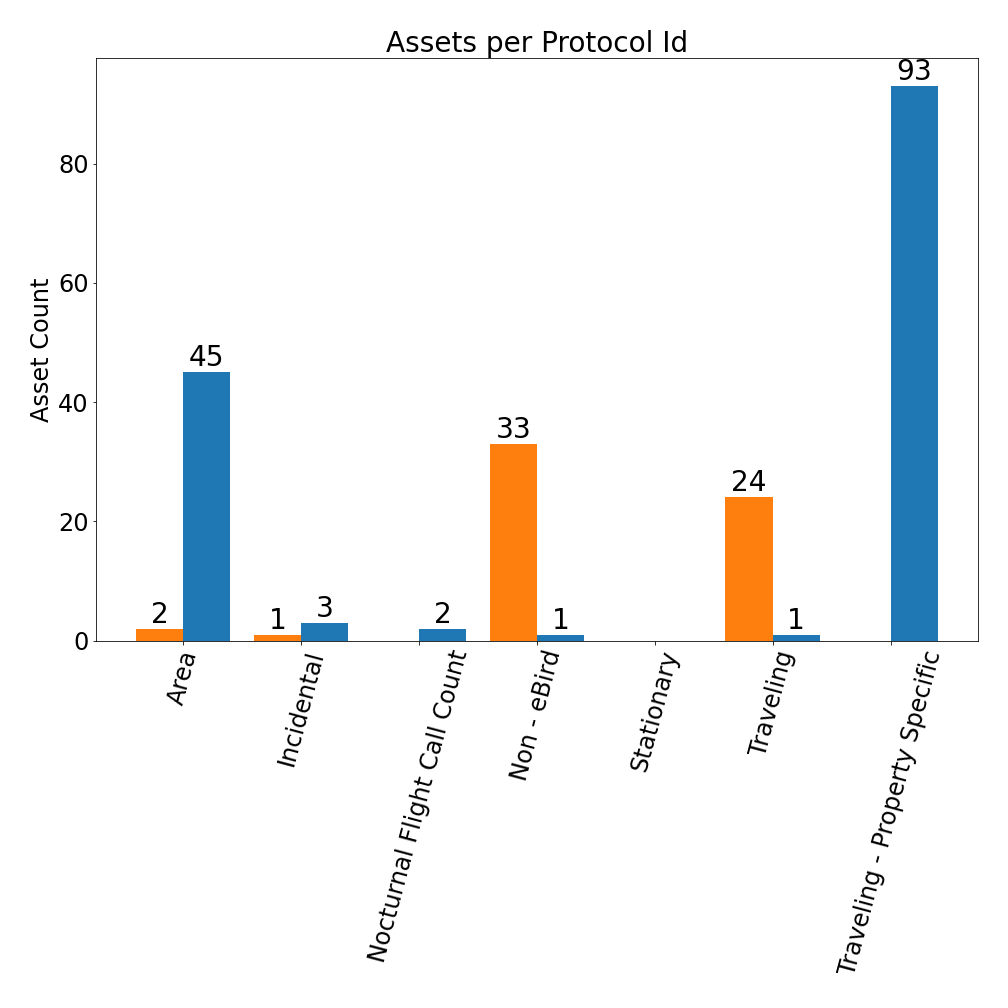 Assets per Protocol Id
Asset Count
80
60
40
20
0
2
45
1
3
2
33
1
24
1
93
Area
Incidental
Nocturnal Flight Call Count
Non - eBird
Stationary
Traveling
Traveling - Property Specific